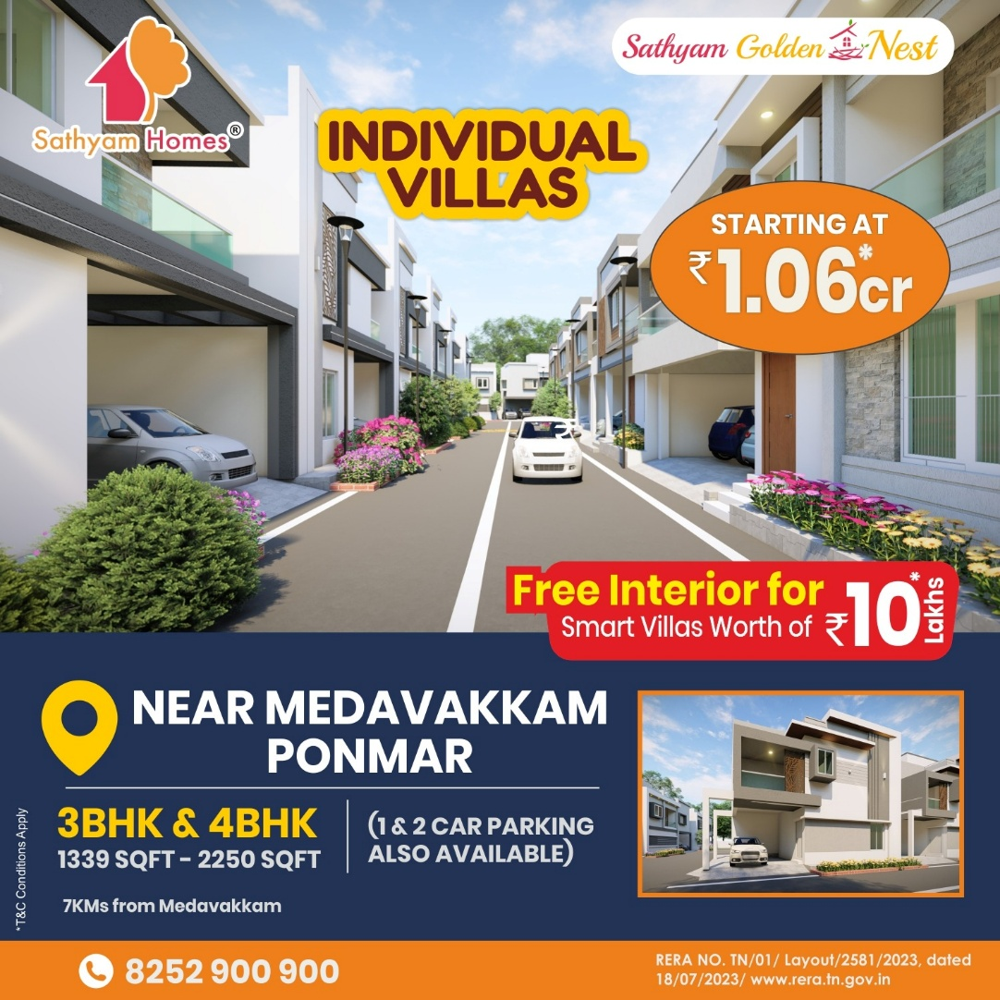 Sathyam Homes®
Sathyam Golden Nest
INDIVIDUAL
VILLAS
STARTING AT
₹1.06*cr
Free Interior for
Smart Villas Worth of ₹10* Lakhs
NEAR MEDAVAKKAM
PONMAR
3BHK & 4BHK
1339 SQFT - 2250 SQFT
(1 & 2 CAR PARKING
ALSO AVAILABLE)
7KMs from Medavakkam
*T&C Conditions Apply
8252 900 900
RERA NO. TN/01/ Layout/2581/2023, dated
18/07/2023/ www.rera.tn.gov.in